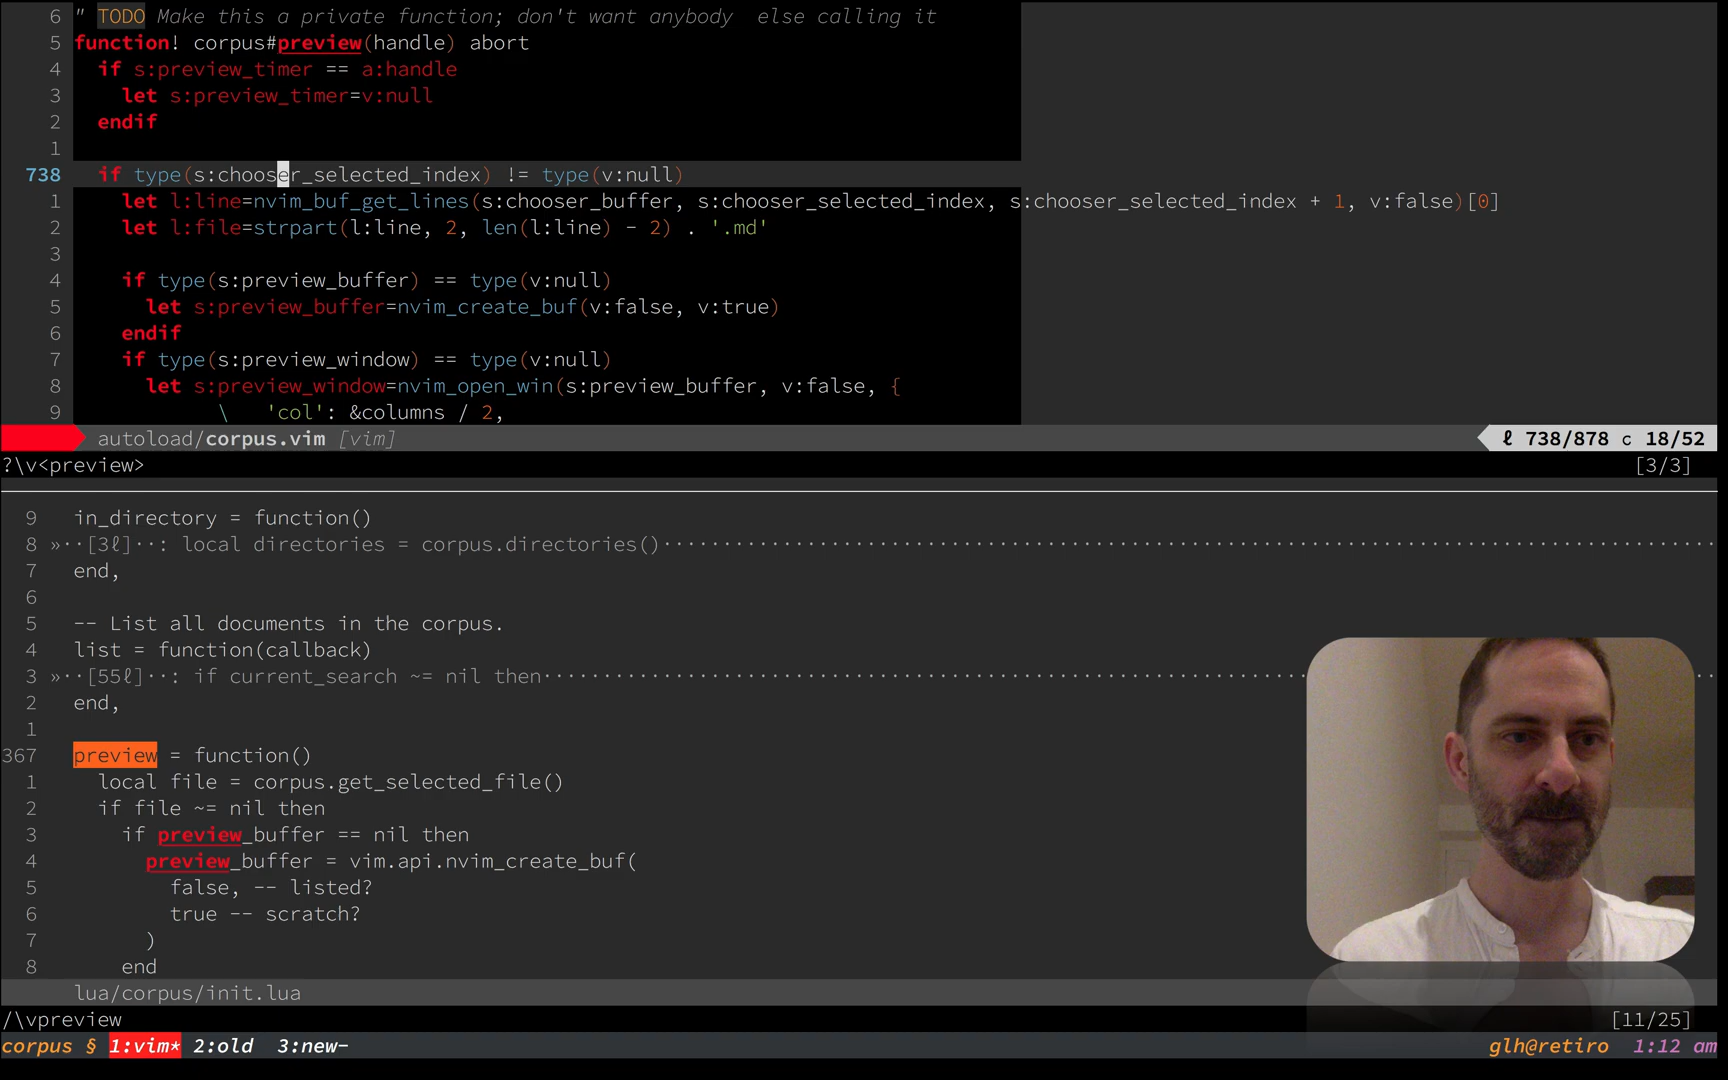 6 " TODO Make this a private function; don't want anybody  else calling it
5 function! corpus#preview(handle) abort
4   if s:preview_timer == a:handle
3     let s:preview_timer=v:null
2   endif
1
738   if type(s:chooser_selected_index) != type(v:null)
1     let l:line=nvim_buf_get_lines(s:chooser_buffer, s:chooser_selected_index, s:chooser_selected_index + 1, v:false)[0]
2     let l:file=strpart(l:line, 2, len(l:line) - 2) . '.md'
3
4     if type(s:preview_buffer) == type(v:null)
5       let s:preview_buffer=nvim_create_buf(v:false, v:true)
6     endif
7     if type(s:preview_window) == type(v:null)
8       let s:preview_window=nvim_open_win(s:preview_buffer, v:false, {
9             \   'col': &columns / 2,
autoload/corpus.vim [vim] ℓ 738/878 c 18/52
?\v<preview> [3/3]
9 in_directory = function()
8 »··[3ℓ]··: local directories = corpus.directories()········································································
7 end,
6
5 -- List all documents in the corpus.
4 list = function(callback)
3 »··[55ℓ]··: if current_search ~= nil then································································
2 end,
1
367 preview = function()
1   local file = corpus.get_selected_file()
2   if file ~= nil then
3     if preview_buffer == nil then
4       preview_buffer = vim.api.nvim_create_buf(
5         false, -- listed?
6         true -- scratch?
7       )
8     end
lua/corpus/init.lua
/\vpreview [11/25]
corpus § 1:vim* 2:old  3:new- glh@retiro  1:12 am